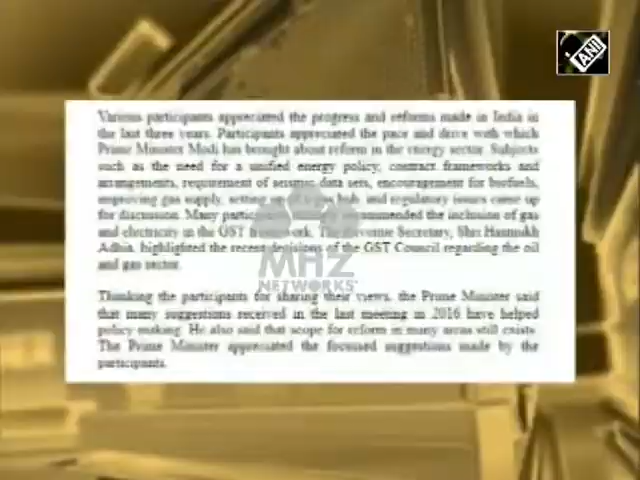 ANI
Various participants appreciated the progress and reforms made in India in
the last three years. Participants appreciated the pace and drive with which
Prime Minister Modi has brought about reform in the energy sector. Subjects
such as the need for a unified energy policy, contract frameworks and
arrangements, requirement of seismic data sets, encouragement for biofuels,
improving gas supply, setting up of a gas hub, and regulatory issues came up
for discussion. Many recommended the inclusion of gas
and electricity in the GST framework. The Revenue Secretary, Shri Hasmukh
Adhia, highlighted the recent decisions of the GST Council regarding the oil
and gas sector.
MHZ
NETWORKS
Thanking the participants for sharing their views, the Prime Minister said
that many suggestions received in the last meeting in 2016 have helped
policy making. He also said that scope for reform in many areas still exists.
The Prime Minister appreciated the focused suggestions made by the
participants.